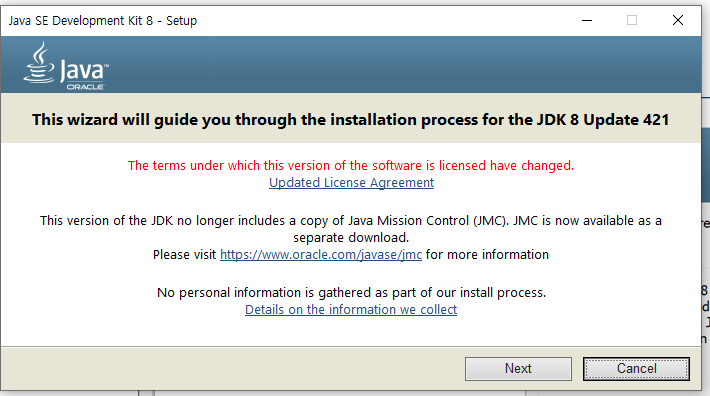 Java SE Development Kit 8 - Setup
Java™
ORACLE
This wizard will guide you through the installation process for the JDK 8 Update 421
The terms under which this version of the software is licensed have changed.
Updated License Agreement
This version of the JDK no longer includes a copy of Java Mission Control (JMC). JMC is now available as a
separate download.
Please visit https://www.oracle.com/javase/jmc for more information
No personal information is gathered as part of our install process.
Details on the information we collect
Next
Cancel